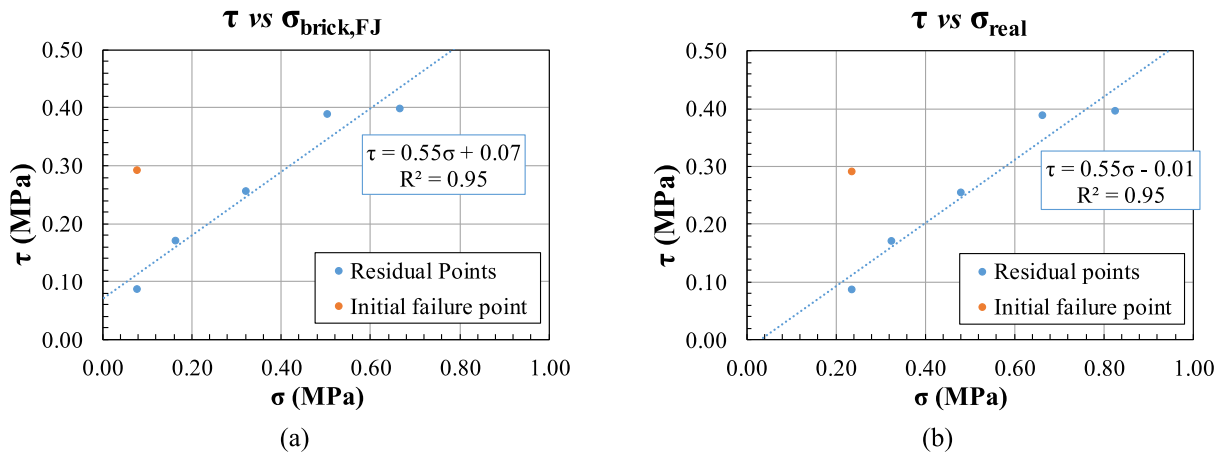 τ vs σbrick,FJ
0.50
0.40
0.30
0.20
0.10
0.00
τ (MPa)
τ = 0.55σ + 0.07
R² = 0.95
Residual Points
Initial failure point
0.00 0.20 0.40 0.60 0.80 1.00
σ (MPa)
(a)
τ vs σreal
0.50
0.40
0.30
0.20
0.10
0.00
τ (MPa)
τ = 0.55σ - 0.01
R² = 0.95
Residual points
Initial failure point
0.00 0.20 0.40 0.60 0.80 1.00
σ (MPa)
(b)